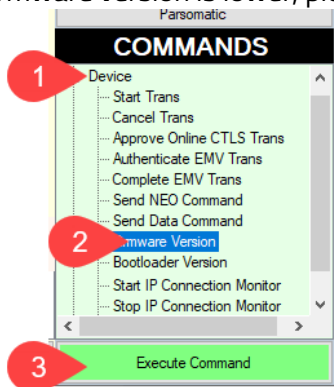 Parsomatic
COMMANDS
1
Device
Start Trans
Cancel Trans
Approve Online CTLS Trans
Authenticate EMV Trans
Complete EMV Trans
Send NEO Command
Send Data Command
2
Version
Bootloader Version
Start IP Connection Monitor
Stop IP Connection Monitor
3
Execute Command